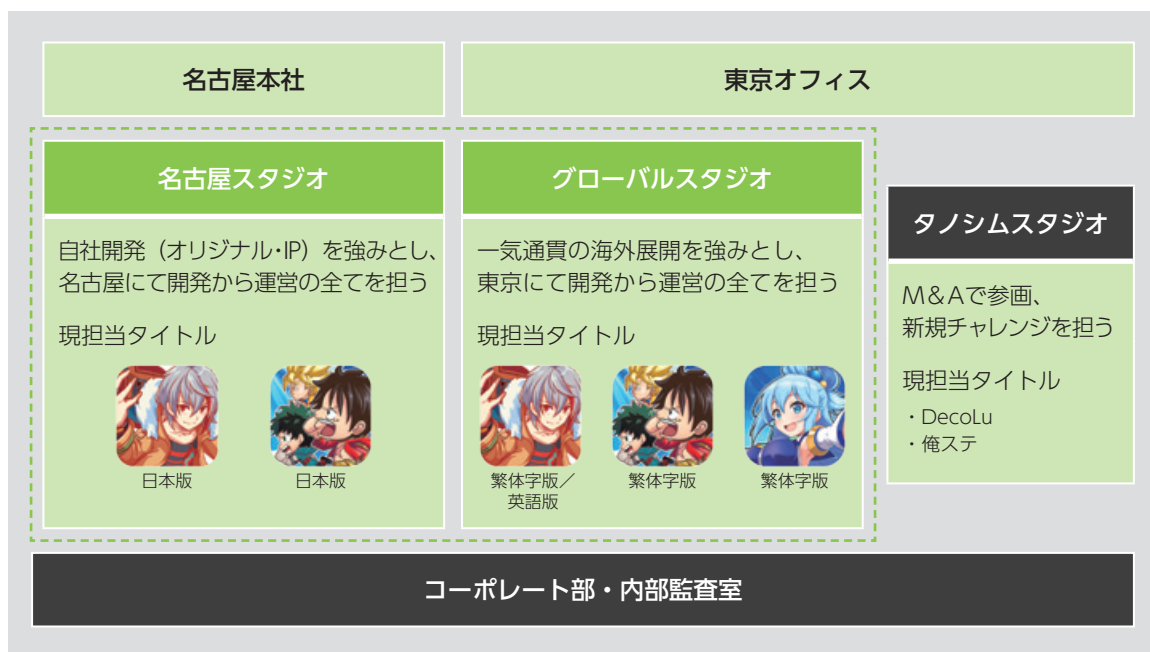 名古屋本社
東京オフィス
名古屋スタジオ
自社開発（オリジナル・IP）を強みとし、
名古屋にて開発から運営の全てを担う
現担当タイトル
日本版
日本版
グローバルスタジオ
一気通貫の海外展開を強みとし、
東京にて開発から運営の全てを担う
現担当タイトル
繁体字版／
英語版
繁体字版
繁体字版
タノシムスタジオ
M＆Aで参画、
新規チャレンジを担う
現担当タイトル
・DecoLu
・俺ステ
コーポレート部・内部監査室